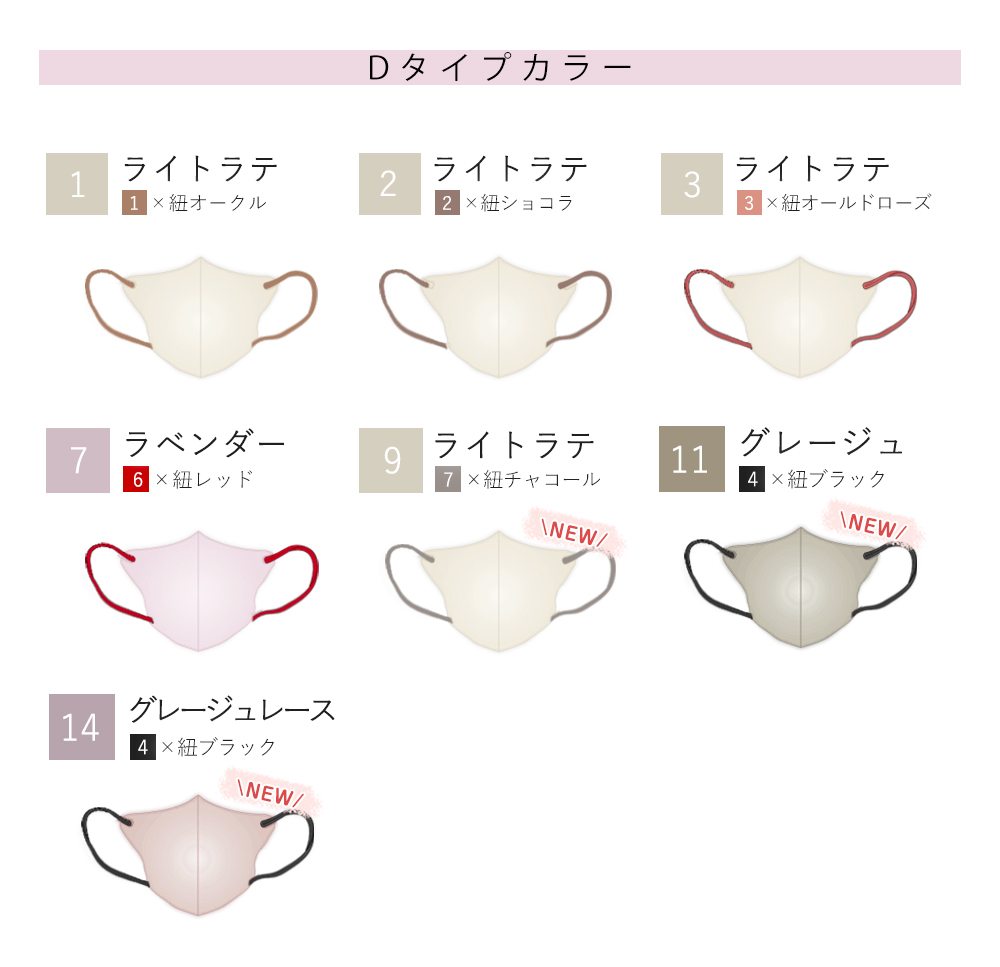 Dタイプカラー
1 ライトラテ
1 ×紐オークル
2 ライトラテ
2 ×紐ショコラ
3 ライトラテ
3 ×紐オールドローズ
7 ラベンダー
6 ×紐レッド
9 ライトラテ
7 ×紐チャコール
\NEW/
11 グレージュ
4 ×紐ブラック
\NEW/
14 グレージュレース
4 ×紐ブラック
\NEW/